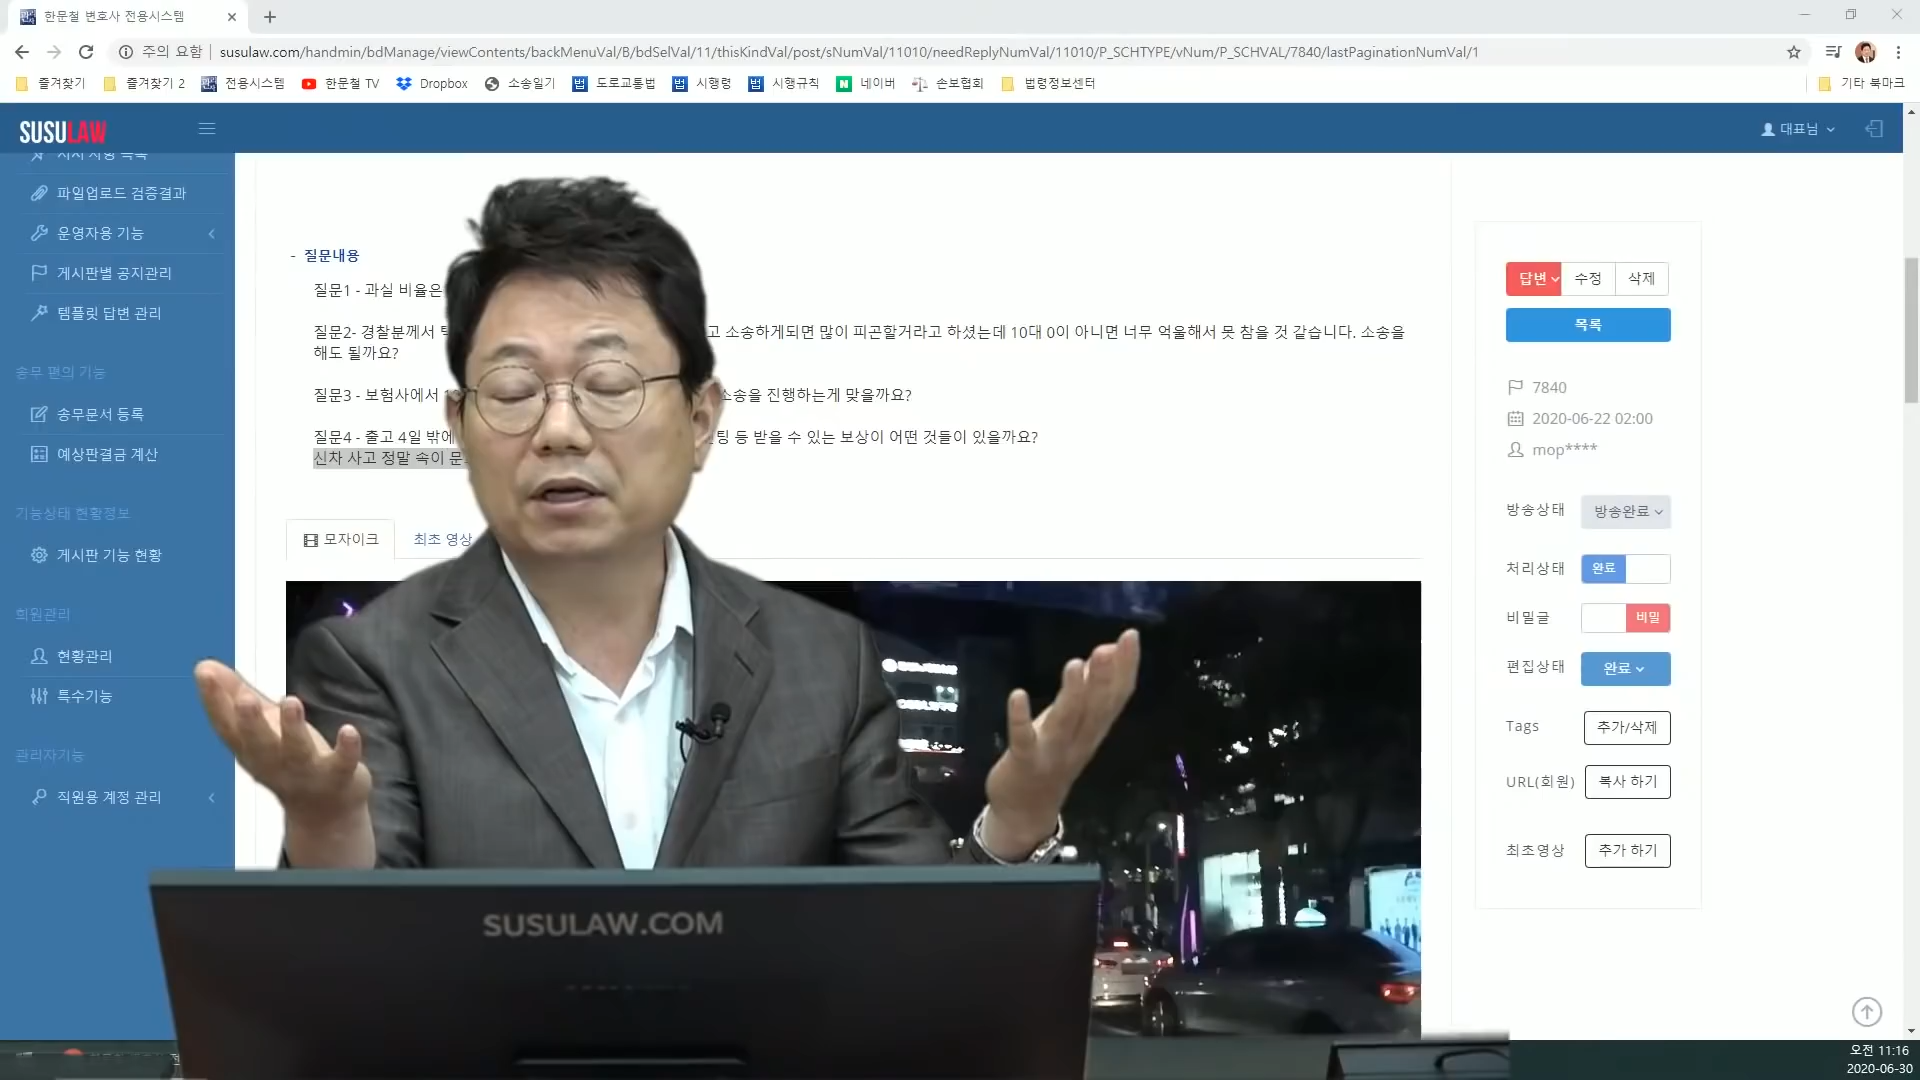 한문철 변호사 전용시스템
주의 요함
susulaw.com/handmin/bdManage/viewContents/backMenuVal/B/bdSelVal/11/thisKindVal/post/sNumVal/11010/needReplyNumVal/11010/P_SCHTYPE/vNum/P_SCHVAL/7840/lastPaginationNumVal/1
즐겨찾기 즐겨찾기 2 전용시스템 한문철 TV Dropbox 소송일기 법 도로교통법 법 시행령 법 시행규칙 N 네이버 손보협회 법령정보센터 기타 북마크
SUSULAW
대표님
파일업로드 검증결과
운영자용 기능
게시판별 공지관리
템플릿 답변 관리
송무 편의 기능
송무문서 등록
예상판결금 계산
기능상태 현황정보
게시판 기능 현황
회원관리
현황관리
특수기능
관리자기능
직원용 계정 관리
- 질문내용
질문1 - 과실 비율은
질문2- 경찰분께서 고 소송하게되면 많이 피곤할거라고 하셨는데 10대 0이 아니면 너무 억울해서 못 참을 것 같습니다. 소송을
해도 될까요?
질문3 - 보험사에서 소송을 진행하는게 맞을까요?
질문4 - 출고 4일 밖에 팅 등 받을 수 있는 보상이 어떤 것들이 있을까요?
신차 사고 정말 속이 문
모자이크
최초 영상
답변 수정 삭제
목록
7840
2020-06-22 02:00
mop****
방송상태 방송완료
처리상태 완료
비밀글 비밀
편집상태 완료
Tags 추가/삭제
URL(회원) 복사 하기
최초영상 추가 하기
SUSULAW.COM
오전 11:16
2020-06-30